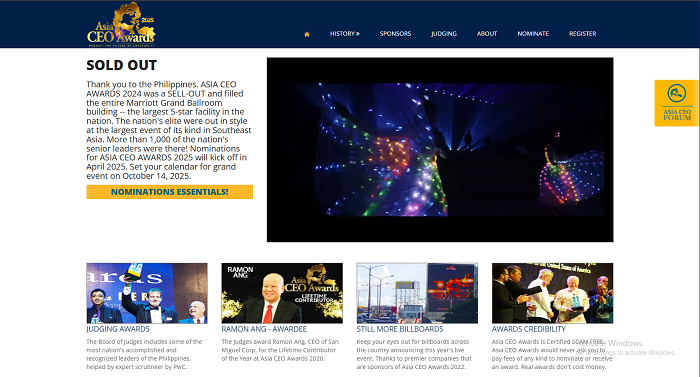 Asia 2025
CEO Awards
PREDICT THE FUTURE BY CREATING IT
HISTORY »
SPONSORS
JUDGING
ABOUT
NOMINATE
REGISTER
SOLD OUT
Thank you to the Philippines. ASIA CEO
AWARDS 2024 was a SELL-OUT and filled
the entire Marriott Grand Ballroom
building -- the largest 5-star facility in the
nation. The nation's elite were out in style
at the largest event of its kind in Southeast
Asia. More than 1,000 of the nation's
senior leaders were there! Nominations
for ASIA CEO AWARDS 2025 will kick off in
April 2025. Set your calendar for grand
event on October 14, 2025.
NOMINATIONS ESSENTIALS!
ASIA CEO
FORUM
RAMON
ANG
Asia
CEO Awards
LIFETIME
CONTRIBUTOR
the United States of America
JUDGING AWARDS
The Board of judges includes some of the
most nation's accomplished and
recognized leaders of the Philippines,
helped by expert scrutineer by PwC.
RAMON ANG - AWARDEE
The Judges award Ramon Ang, CEO of San
Miguel Corp, for the Lifetime Contributor
of the Year at Asia CEO Awards 2020.
STILL MORE BILLBOARDS
Keep your eyes out for billboards across
the country announcing this year's live
event. Thanks to premier companies that
are sponsors of Asia CEO Awards 2022.
AWARDS CREDIBILITY
Asia CEO Awards is Certified SCAM FREE.
Asia CEO Awards would never ask you to
pay fees of any kind to nominate or receive
an award. Real awards don't cost money.
Activate Windows
Go to Settings to activate Windows.